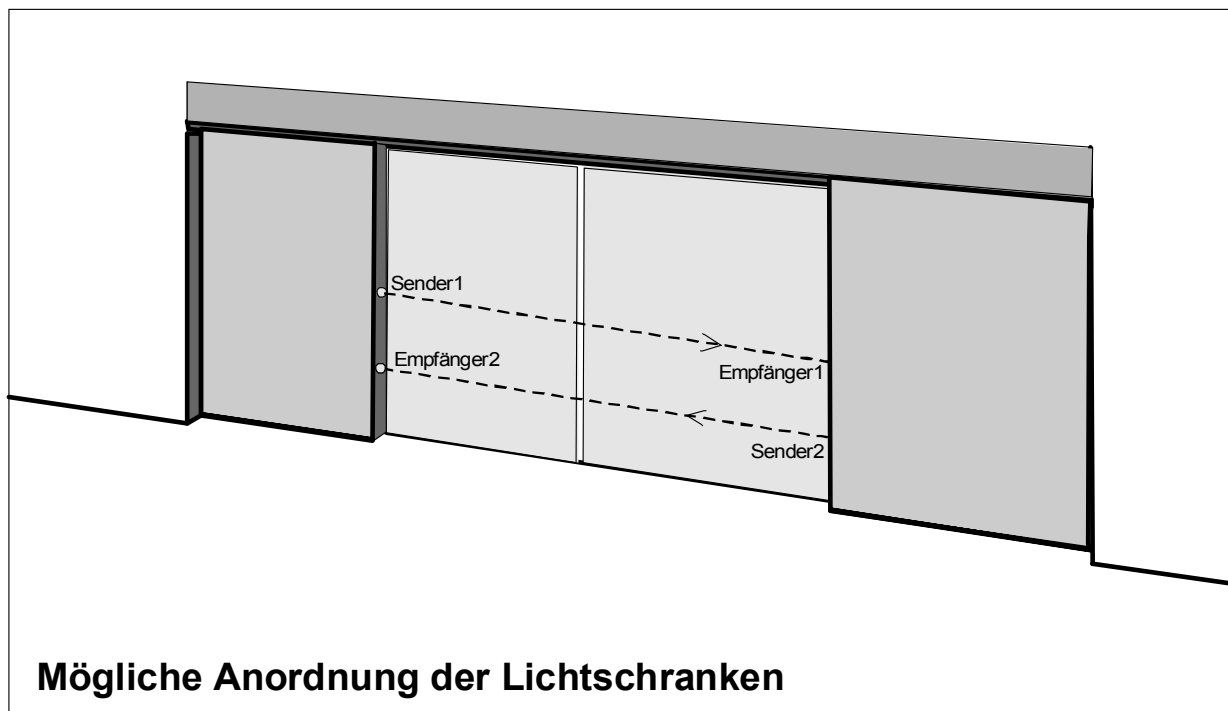 Sender1
Empfänger2
Empfänger1
Sender2
Mögliche Anordnung der Lichtschranken